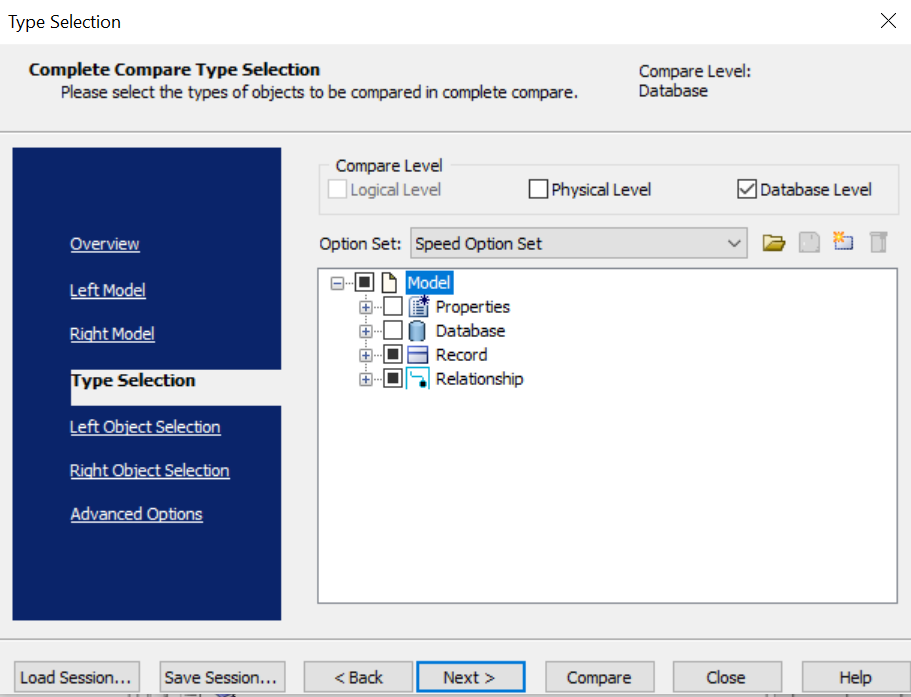 Type Selection
Complete Compare Type Selection
Please select the types of objects to be compared in complete compare.
Compare Level:
Database
Overview
Left Model
Right Model
Type Selection
Left Object Selection
Right Object Selection
Advanced Options
Compare Level
Logical Level Physical Level Database Level
Option Set: Speed Option Set
Model
Properties
Database
Record
Relationship
Load Session... Save Session... < Back Next > Compare Close Help